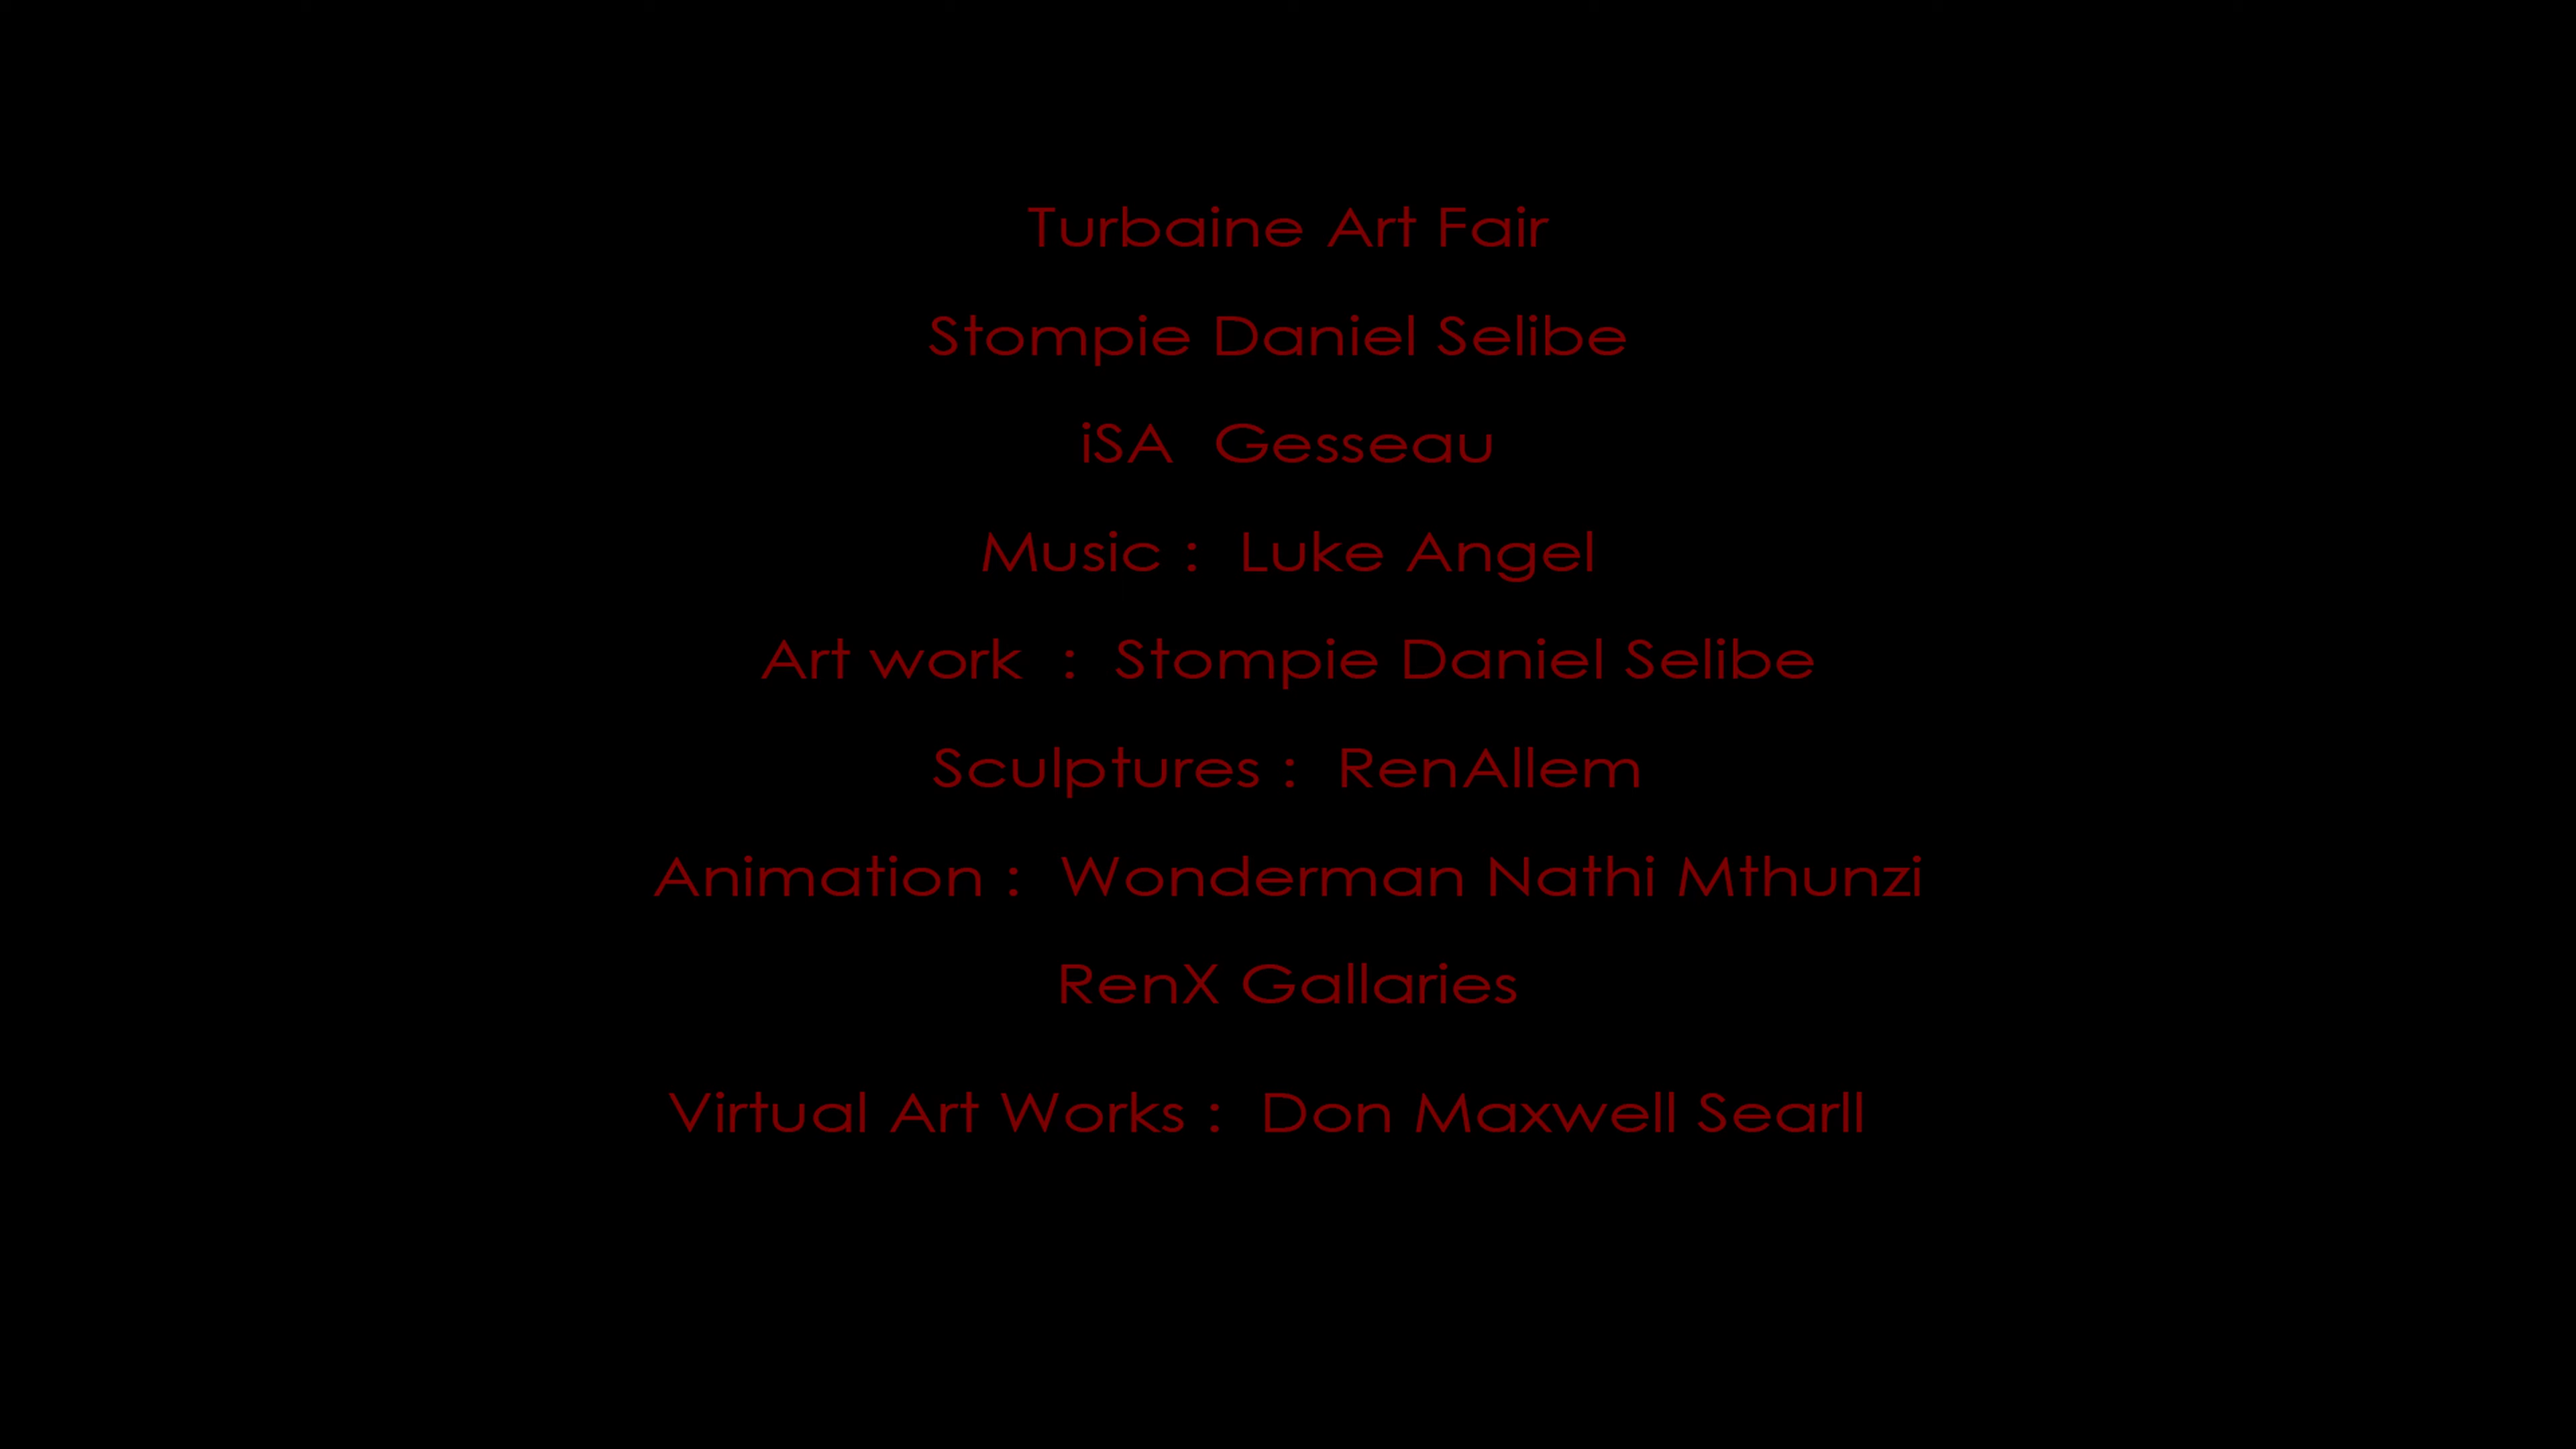 Turbaine Art Fair
Stompie Daniel Selibe
iSA Gesseau
Music : Luke Angel
Art work : Stompie Daniel Selibe
Sculptures : RenAllem
Animation : Wonderman Nathi Mthunzi
RenX Gallaries
Virtual Art Works : Don Maxwell Searll